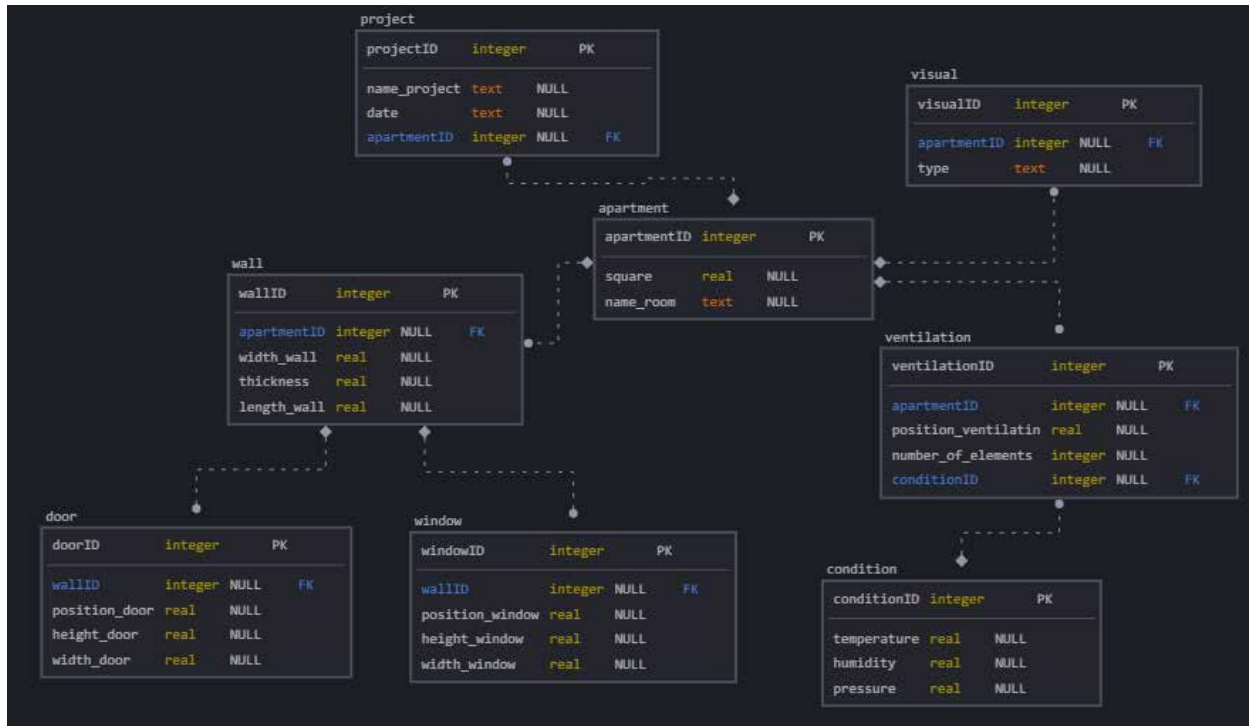 project
projectID integer PK
name_project text NULL
date text NULL
apartmentID integer NULL FK
visual
visualID integer PK
apartmentID integer NULL FK
type text NULL
apartment
apartmentID integer PK
square real NULL
name_room text NULL
wall
wallID integer PK
apartmentID integer NULL FK
width_wall real NULL
thickness real NULL
length_wall real NULL
ventilation
ventilationID integer PK
apartmentID integer NULL FK
position_ventilatin real NULL
number_of_elements integer NULL
conditionID integer NULL FK
door
doorID integer PK
wallID integer NULL FK
position_door real NULL
height_door real NULL
width_door real NULL
window
windowID integer PK
wallID integer NULL FK
position_window real NULL
height_window real NULL
width_window real NULL
condition
conditionID integer PK
temperature real NULL
humidity real NULL
pressure real NULL